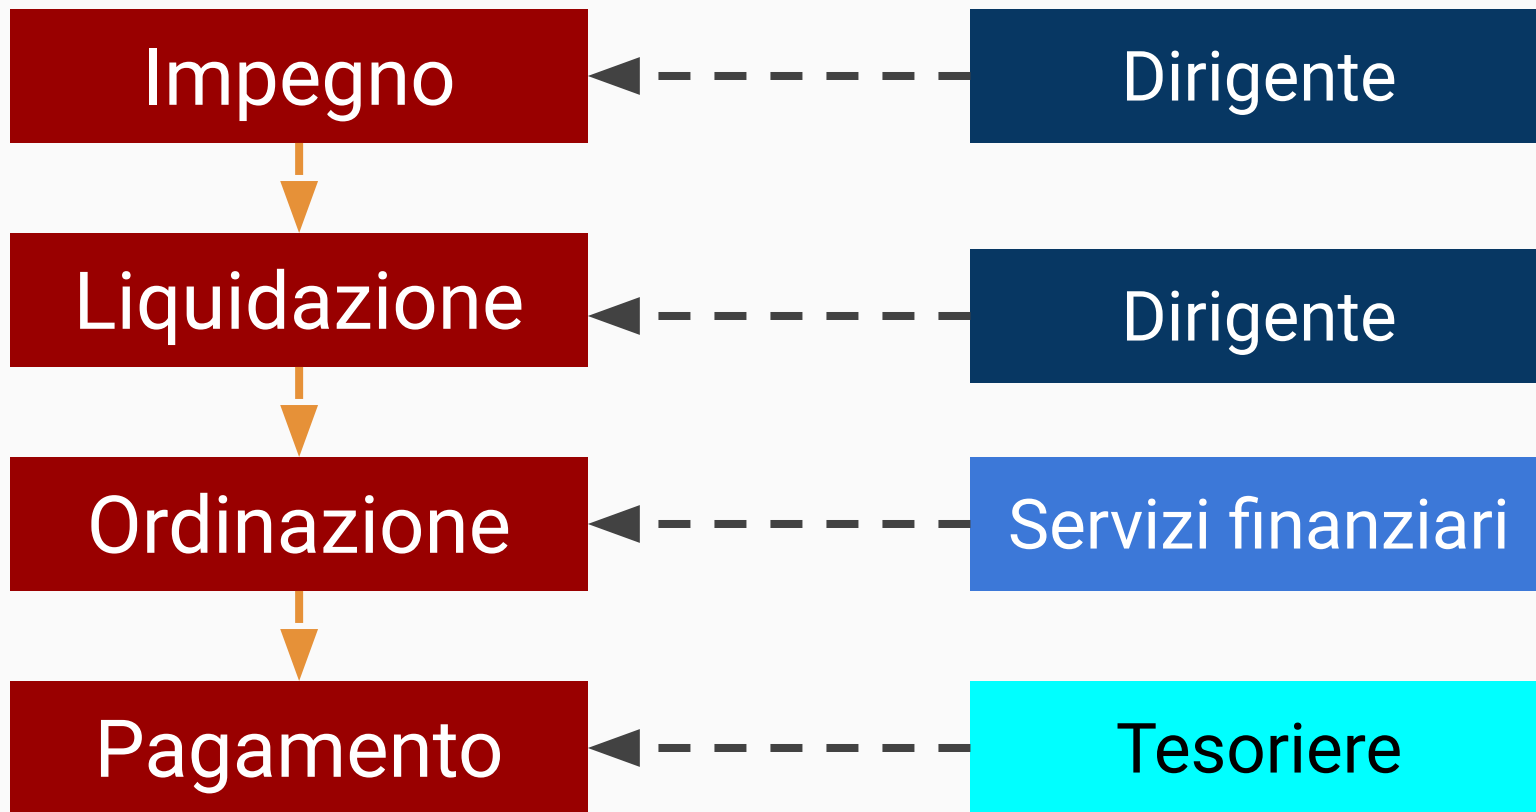 Impegno
Dirigente
Liquidazione
Dirigente
Ordinazione
Servizi finanziari
Pagamento
Tesoriere